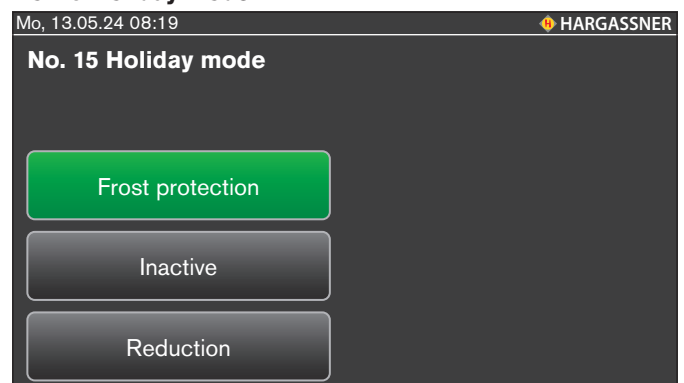 Mo, 13.05.24 08:19
HARGASSNER
No. 15 Holiday mode
Frost protection
Inactive
Reduction